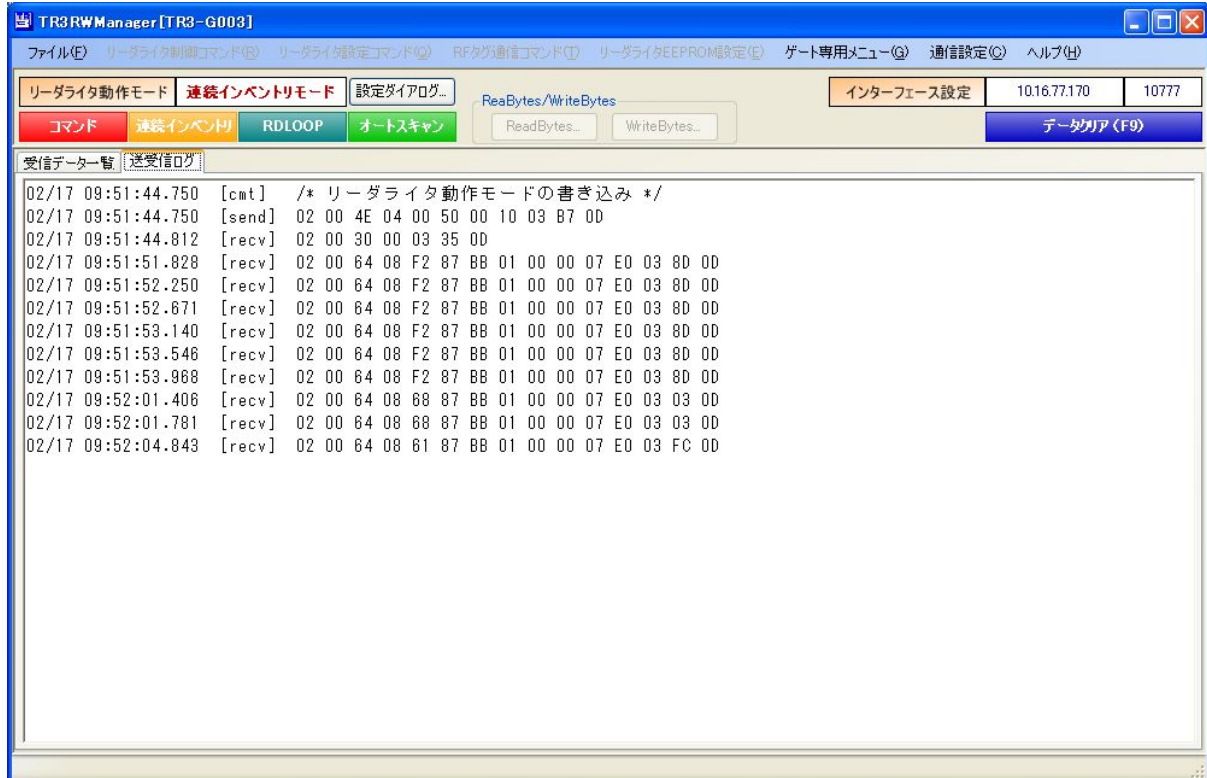 TR3RWManager[TR3-G003]
ファイル(F) リーダライタ制御コマンド(R) リーダライタ設定コマンド(Q) RFタグ通信コマンド(T) リーダライタEEPROM設定(E) ゲート専用メニュー(G) 通信設定(C) ヘルプ(H)
リーダライタ動作モード 連続インベントリモード 設定ダイアログ... ReaBytes/WriteBytes インターフェース設定 10.16.77.170 10777
コマンド 連続インベントリ RDLOOP オートスキャン ReadBytes... WriteBytes... データクリア(F9)
受信データ一覧 送受信ログ
02/17 09:51:44.750 [cmt] /* リーダライタ動作モードの書き込み */
02/17 09:51:44.750 [send] 02 00 4E 04 00 50 00 10 03 B7 0D
02/17 09:51:44.812 [recv] 02 00 30 00 03 35 0D
02/17 09:51:51.828 [recv] 02 00 64 08 F2 87 BB 01 00 00 07 E0 03 8D 0D
02/17 09:51:52.250 [recv] 02 00 64 08 F2 87 BB 01 00 00 07 E0 03 8D 0D
02/17 09:51:52.671 [recv] 02 00 64 08 F2 87 BB 01 00 00 07 E0 03 8D 0D
02/17 09:51:53.140 [recv] 02 00 64 08 F2 87 BB 01 00 00 07 E0 03 8D 0D
02/17 09:51:53.546 [recv] 02 00 64 08 F2 87 BB 01 00 00 07 E0 03 8D 0D
02/17 09:51:53.968 [recv] 02 00 64 08 F2 87 BB 01 00 00 07 E0 03 8D 0D
02/17 09:52:01.406 [recv] 02 00 64 08 68 87 BB 01 00 00 07 E0 03 03 0D
02/17 09:52:01.781 [recv] 02 00 64 08 68 87 BB 01 00 00 07 E0 03 03 0D
02/17 09:52:04.843 [recv] 02 00 64 08 61 87 BB 01 00 00 07 E0 03 FC 0D